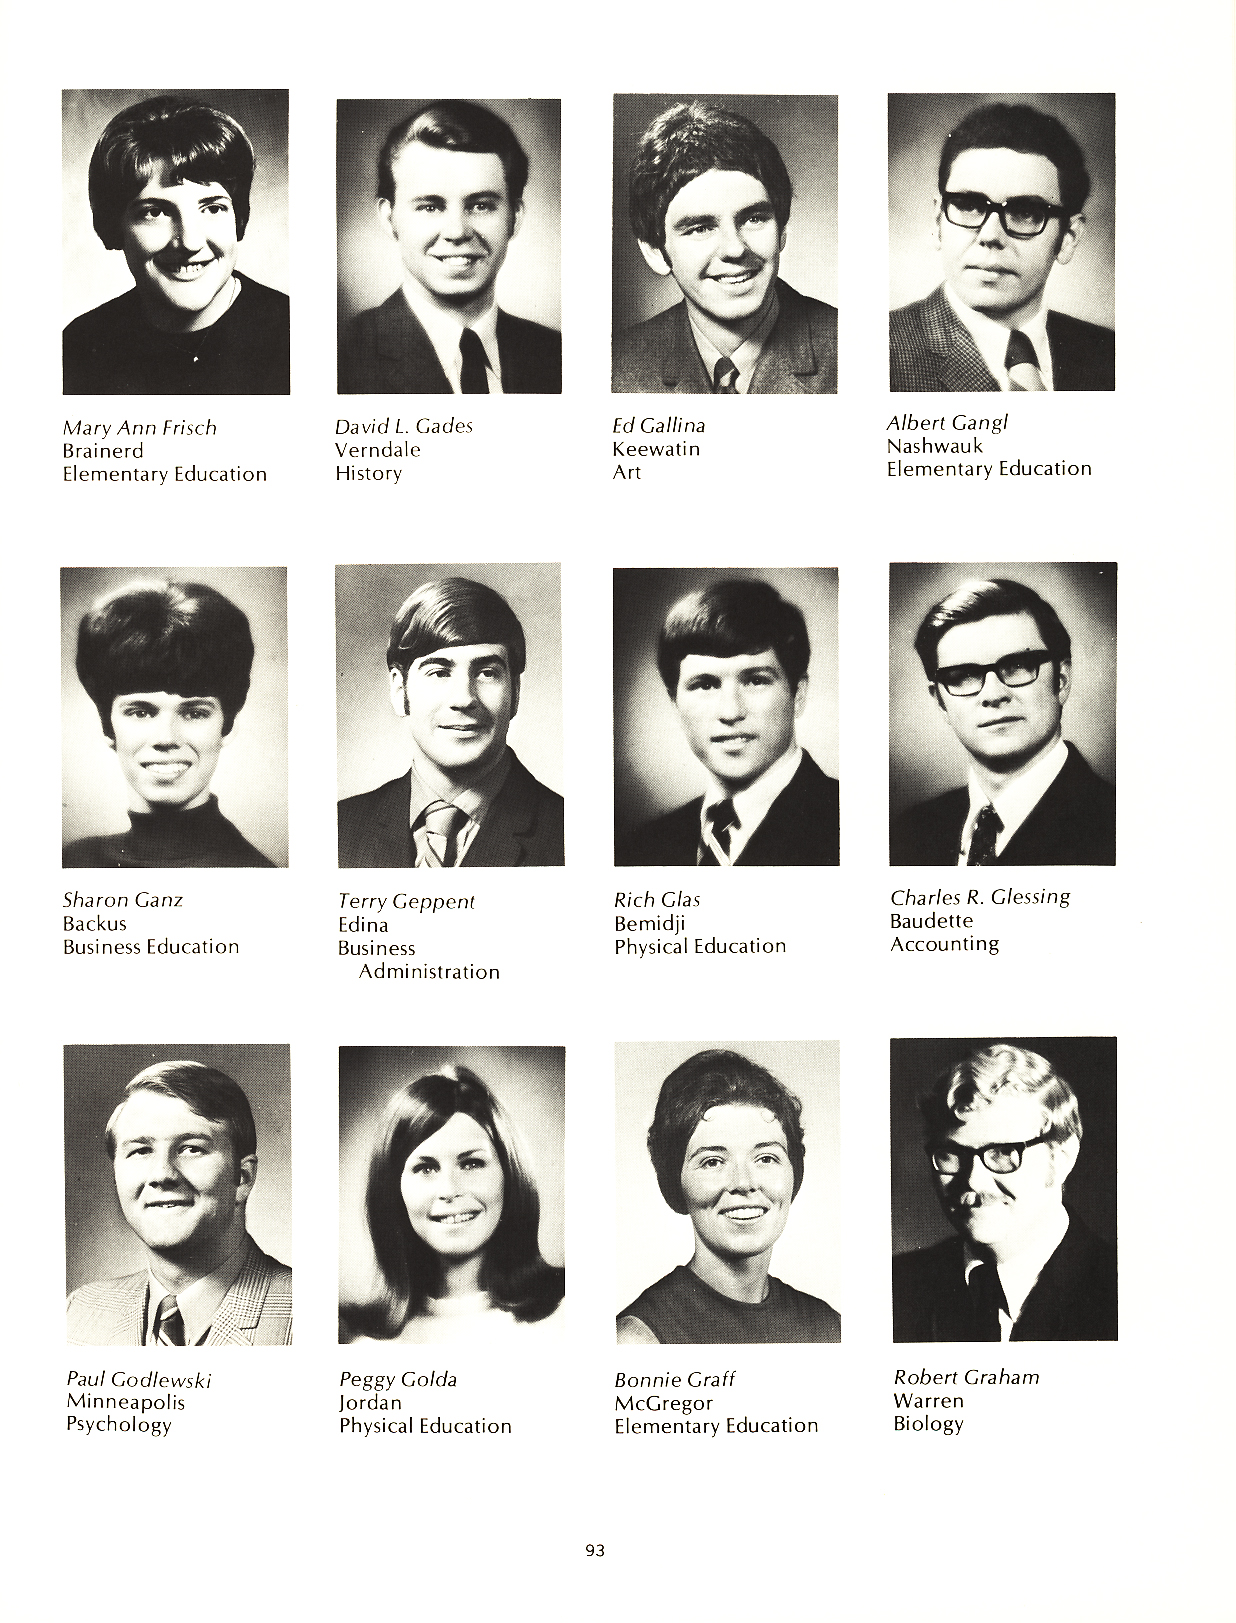 Mary Ann Frisch
Brainerd
Elementary Education
David L. Gades
Verndale
History
Ed Gallina
Keewatin
Art
Albert Gangl
Nashwauk
Elementary Education
Sharon Ganz
Backus
Business Education
Terry Geppent
Edina
Business
Administration
Rich Glas
Bemidji
Physical Education
Charles R. Glessing
Baudette
Accounting
Paul Godlewski
Minneapolis
Psychology
Peggy Golda
Jordan
Physical Education
Bonnie Graff
McGregor
Elementary Education
Robert Graham
Warren
Biology
93